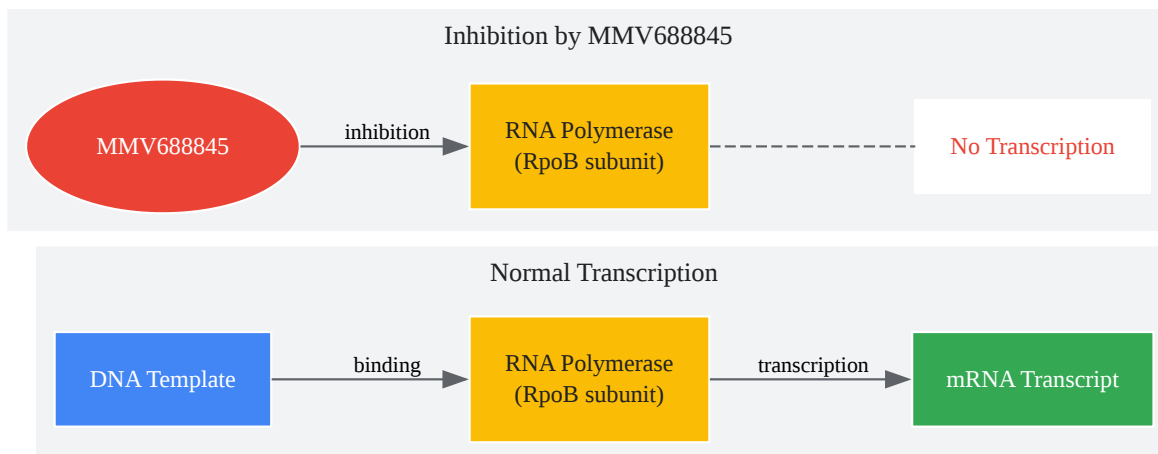 Inhibition by MMV688845
MMV688845
inhibition
RNA Polymerase
(RpoB subunit)
No Transcription
Normal Transcription
DNA Template
binding
RNA Polymerase
(RpoB subunit)
transcription
mRNA Transcript